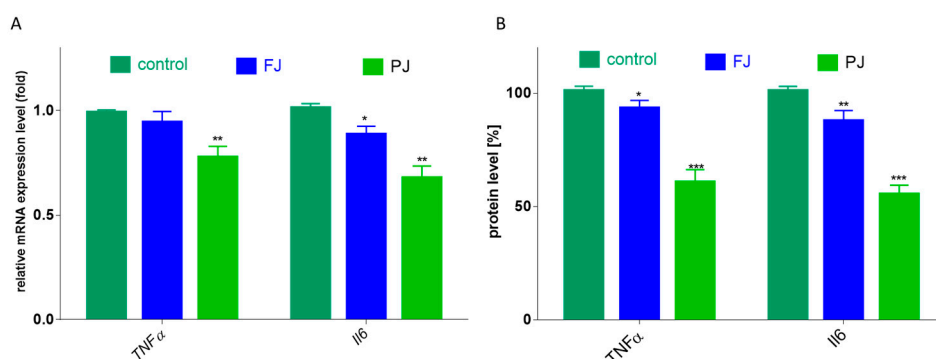 A
control FJ PJ
relative mRNA expression level (fold)
1.0
**
*
**
0.5
0.0
TNFα Il6
B
control FJ PJ
protein level [%]
100
*
***
**
***
50
0
TNFα Il6